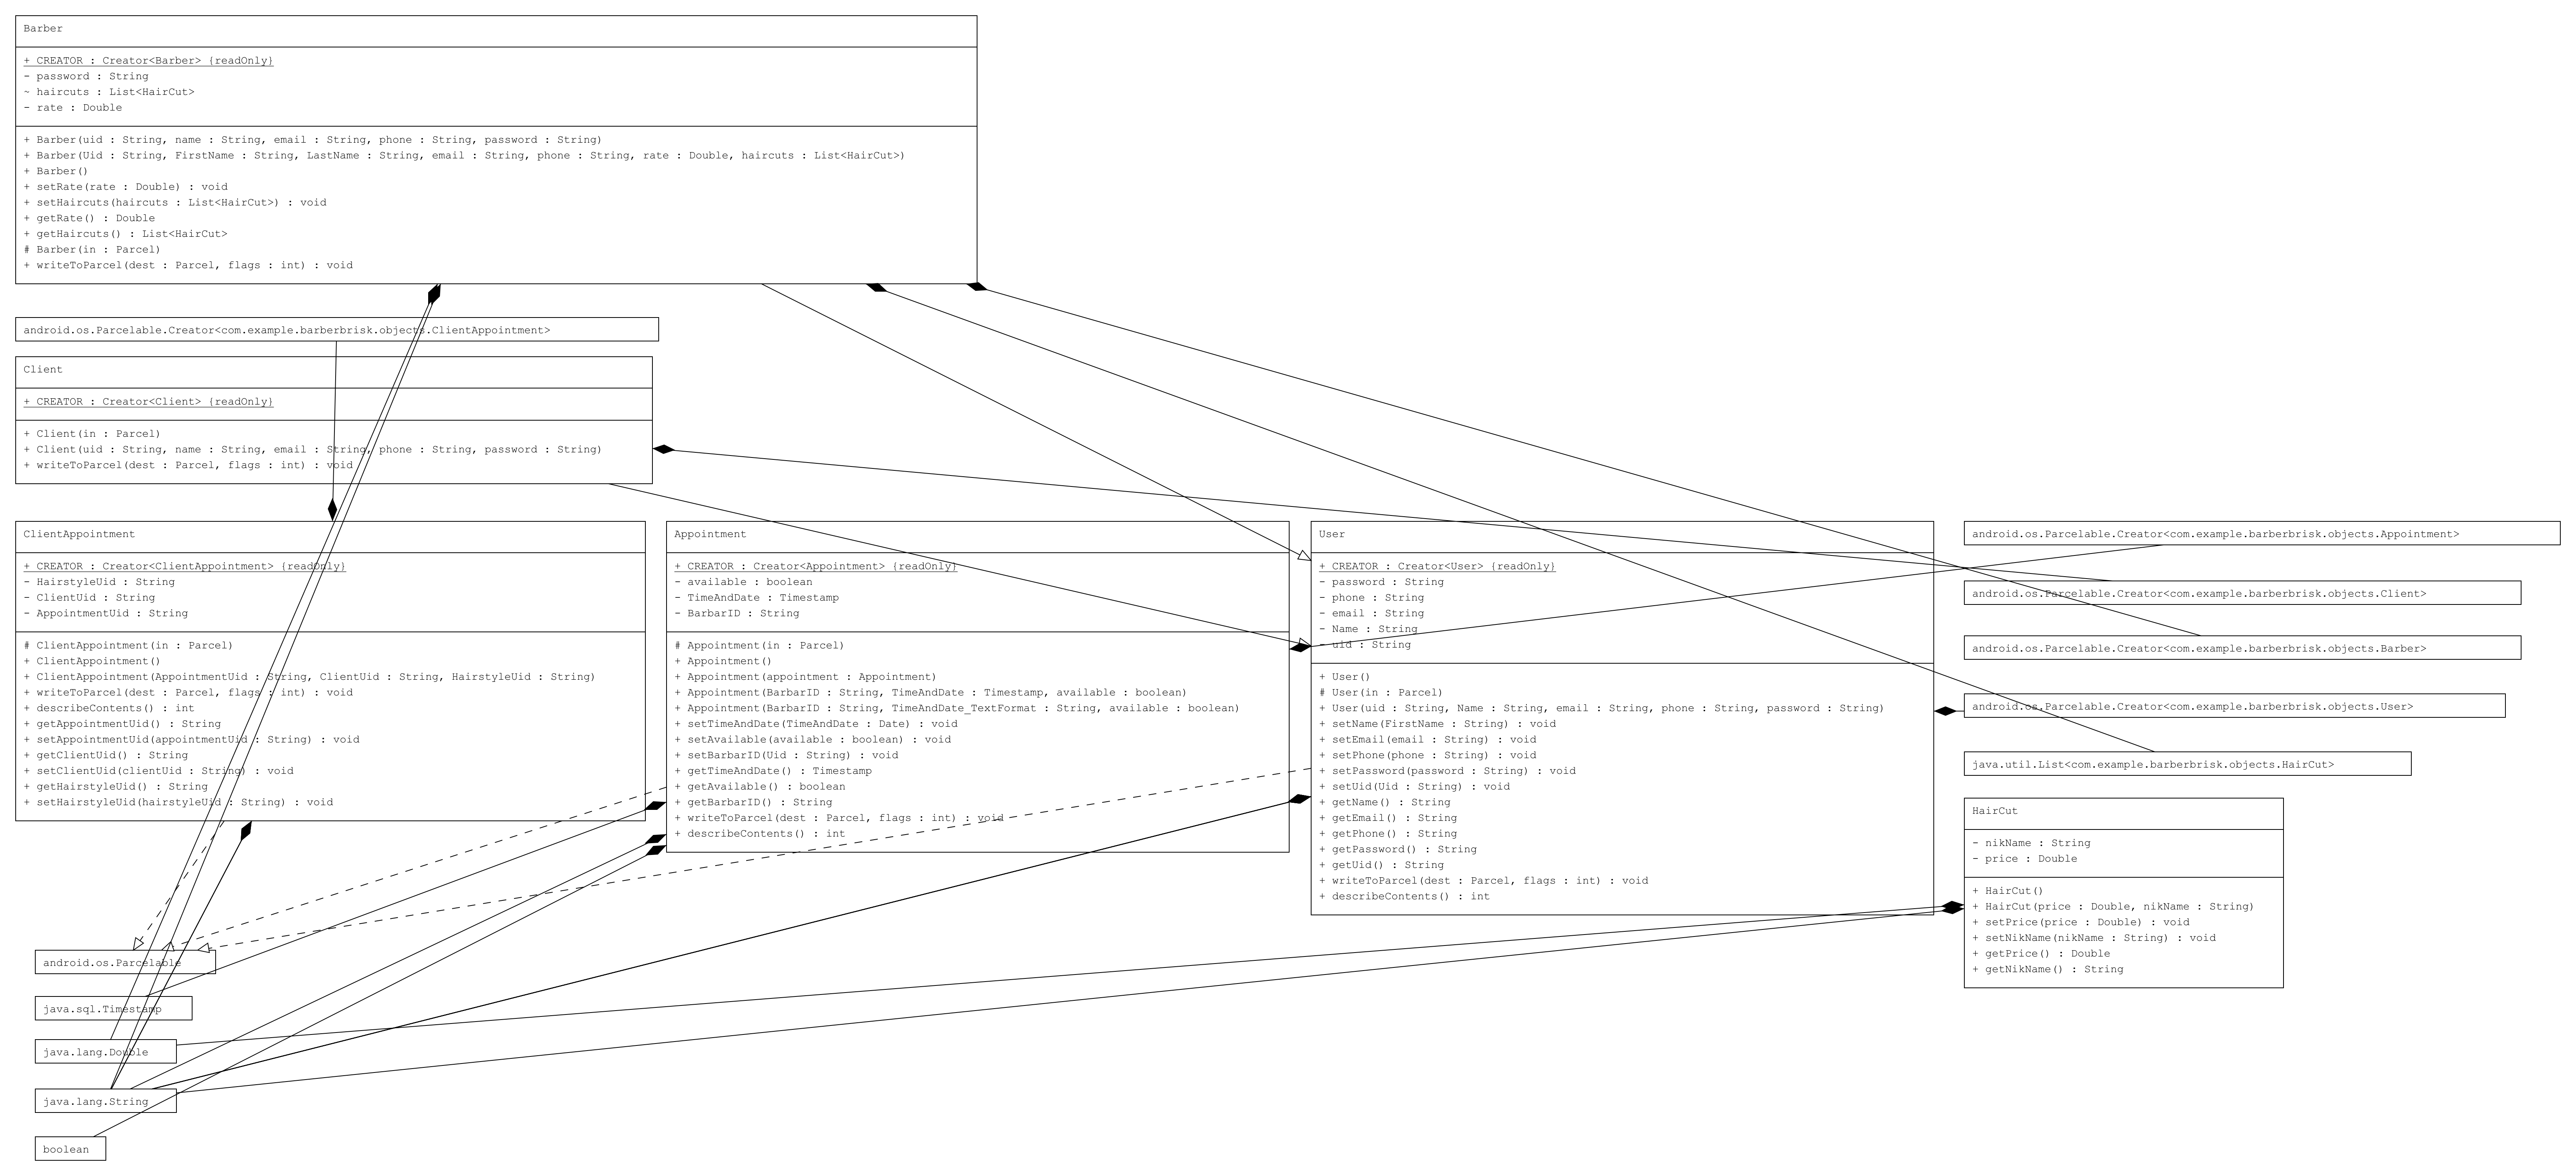 Barber
+ CREATOR : Creator<Barber> {readOnly}
- password : String
~ haircuts : List<HairCut>
- rate : Double
+ Barber(uid : String, name : String, email : String, phone : String, password : String)
+ Barber(Uid : String, FirstName : String, LastName : String, email : String, phone : String, rate : Double, haircuts : List<HairCut>)
+ Barber()
+ setRate(rate : Double) : void
+ setHaircuts(haircuts : List<HairCut>) : void
+ getRate() : Double
+ getHaircuts() : List<HairCut>
# Barber(in : Parcel)
+ writeToParcel(dest : Parcel, flags : int) : void
android.os.Parcelable.Creator<com.example.barberbrisk.objects.ClientAppointment>
Client
+ CREATOR : Creator<Client> {readOnly}
+ Client(in : Parcel)
+ Client(uid : String, name : String, email : String, phone : String, password : String)
+ writeToParcel(dest : Parcel, flags : int) : void
ClientAppointment
+ CREATOR : Creator<ClientAppointment> {readOnly}
- HairstyleUid : String
- ClientUid : String
- AppointmentUid : String
# ClientAppointment(in : Parcel)
+ ClientAppointment()
+ ClientAppointment(AppointmentUid : String, ClientUid : String, HairstyleUid : String)
+ writeToParcel(dest : Parcel, flags : int) : void
+ describeContents() : int
+ getAppointmentUid() : String
+ setAppointmentUid(appointmentUid : String) : void
+ getClientUid() : String
+ setClientUid(clientUid : String) : void
+ getHairstyleUid() : String
+ setHairstyleUid(hairstyleUid : String) : void
Appointment
+ CREATOR : Creator<Appointment> {readOnly}
- available : boolean
- TimeAndDate : Timestamp
- BarbarID : String
# Appointment(in : Parcel)
+ Appointment()
+ Appointment(appointment : Appointment)
+ Appointment(BarbarID : String, TimeAndDate : Timestamp, available : boolean)
+ Appointment(BarbarID : String, TimeAndDate_TextFormat : String, available : boolean)
+ setTimeAndDate(TimeAndDate : Date) : void
+ setAvailable(available : boolean) : void
+ setBarbarID(Uid : String) : void
+ getTimeAndDate() : Timestamp
+ getAvailable() : boolean
+ getBarbarID() : String
+ writeToParcel(dest : Parcel, flags : int) : void
+ describeContents() : int
User
+ CREATOR : Creator<User> {readOnly}
- password : String
- phone : String
- email : String
- Name : String
- uid : String
+ User()
# User(in : Parcel)
+ User(uid : String, Name : String, email : String, phone : String, password : String)
+ setName(FirstName : String) : void
+ setEmail(email : String) : void
+ setPhone(phone : String) : void
+ setPassword(password : String) : void
+ setUid(Uid : String) : void
+ getName() : String
+ getEmail() : String
+ getPhone() : String
+ getPassword() : String
+ getUid() : String
+ writeToParcel(dest : Parcel, flags : int) : void
+ describeContents() : int
android.os.Parcelable.Creator<com.example.barberbrisk.objects.Appointment>
android.os.Parcelable.Creator<com.example.barberbrisk.objects.Client>
android.os.Parcelable.Creator<com.example.barberbrisk.objects.Barber>
android.os.Parcelable.Creator<com.example.barberbrisk.objects.User>
java.util.List<com.example.barberbrisk.objects.HairCut>
HairCut
- nikName : String
- price : Double
+ HairCut()
+ HairCut(price : Double, nikName : String)
+ setPrice(price : Double) : void
+ setNikName(nikName : String) : void
+ getPrice() : Double
+ getNikName() : String
android.os.Parcelable
java.sql.Timestamp
java.lang.Double
java.lang.String
boolean